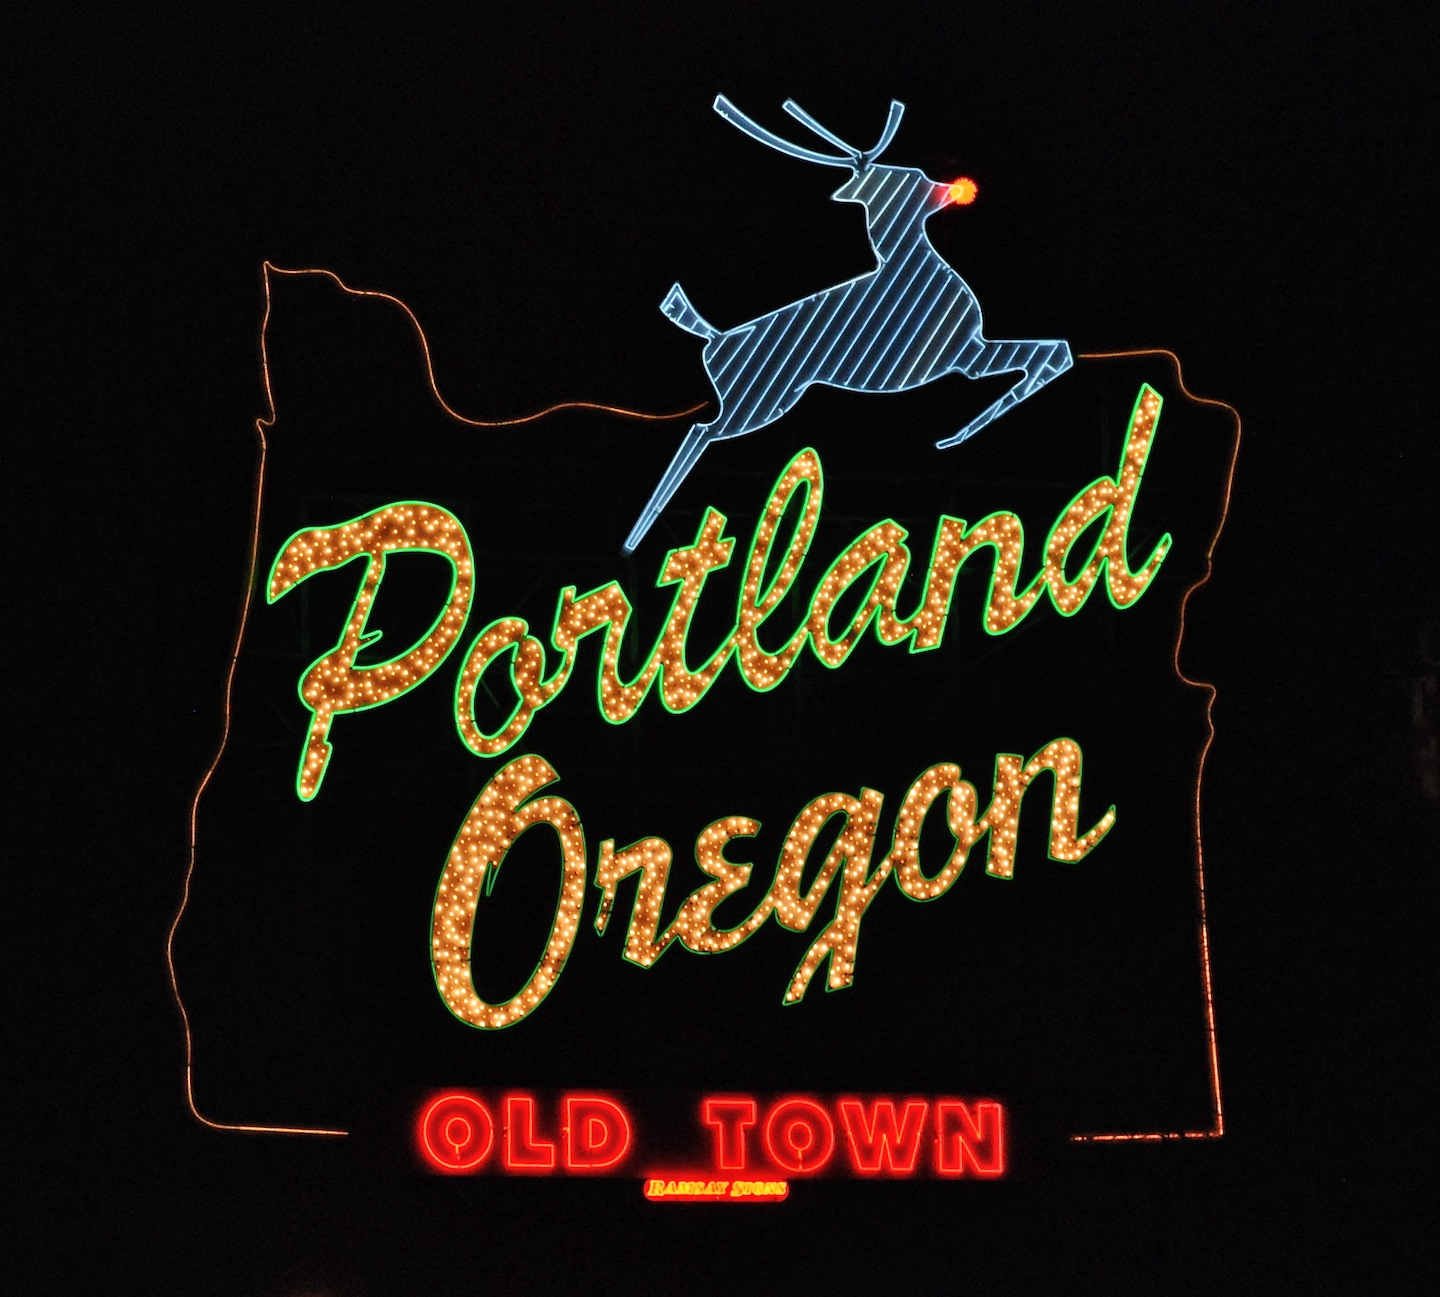 Portland
Oregon
OLD TOWN
RAMSAY SIGNS